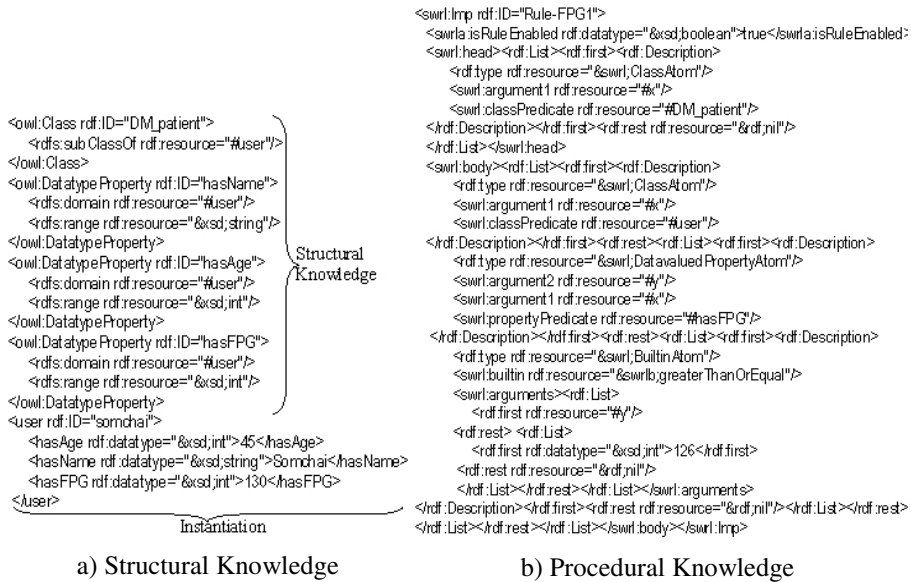 <owl:Class rdf:ID="DM_patient">
<rdfs:subClassOf rdf:resource="#user"/>
</owl:Class>
<owl:DatatypeProperty rdf:ID="hasName">
<rdfs:domain rdf:resource="#user"/>
<rdfs:range rdf:resource="&xsd;string"/>
</owl:DatatypeProperty>
<owl:DatatypeProperty rdf:ID="hasAge">
<rdfs:domain rdf:resource="#user"/>
<rdfs:range rdf:resource="&xsd;int"/>
</owl:DatatypeProperty>
<owl:DatatypeProperty rdf:ID="hasFPG">
<rdfs:domain rdf:resource="#user"/>
<rdfs:range rdf:resource="&xsd;int"/>
</owl:DatatypeProperty>
<user rdf:ID="somchai">
<hasAge rdf:datatype="&xsd;int">45</hasAge>
<hasName rdf:datatype="&xsd;string">Somchai</hasName>
<hasFPG rdf:datatype="&xsd;int">130</hasFPG>
</user>
Structural
Knowledge
Instantiation
a) Structural Knowledge
<swrl:Imp rdf:ID="Rule-FPG1">
<swrla:isRuleEnabled rdf:datatype="&xsd;boolean">true</swrla:isRuleEnabled>
<swrl:head><rdf:List><rdf:first><rdf:Description>
<rdf:type rdf:resource="&swrl;ClassAtom"/>
<swrl:argument1 rdf:resource="#x"/>
<swrl:classPredicate rdf:resource="#DM_patient"/>
</rdf:Description></rdf:first><rdf:rest rdf:resource="&rdf;nil"/>
</rdf:List></swrl:head>
<swrl:body><rdf:List><rdf:first><rdf:Description>
<rdf:type rdf:resource="&swrl;ClassAtom"/>
<swrl:argument1 rdf:resource="#x"/>
<swrl:classPredicate rdf:resource="#user"/>
</rdf:Description></rdf:first><rdf:rest><rdf:List><rdf:first><rdf:Description>
<rdf:type rdf:resource="&swrl;DatavaluedPropertyAtom"/>
<swrl:argument2 rdf:resource="#y"/>
<swrl:argument1 rdf:resource="#x"/>
<swrl:propertyPredicate rdf:resource="#hasFPG"/>
</rdf:Description></rdf:first><rdf:rest><rdf:List><rdf:first><rdf:Description>
<rdf:type rdf:resource="&swrl;BuiltinAtom"/>
<swrl:builtin rdf:resource="&swrlb;greaterThanOrEqual"/>
<swrl:arguments><rdf:List>
<rdf:first rdf:resource="#y"/>
<rdf:rest> <rdf:List>
<rdf:first rdf:datatype="&xsd;int">126</rdf:first>
<rdf:rest rdf:resource="&rdf;nil"/>
</rdf:List></rdf:rest></rdf:List></swrl:arguments>
</rdf:Description></rdf:first><rdf:rest rdf:resource="&rdf;nil"/></rdf:List></rdf:rest>
</rdf:List></rdf:rest></rdf:List></swrl:body></swrl:Imp>
b) Procedural Knowledge